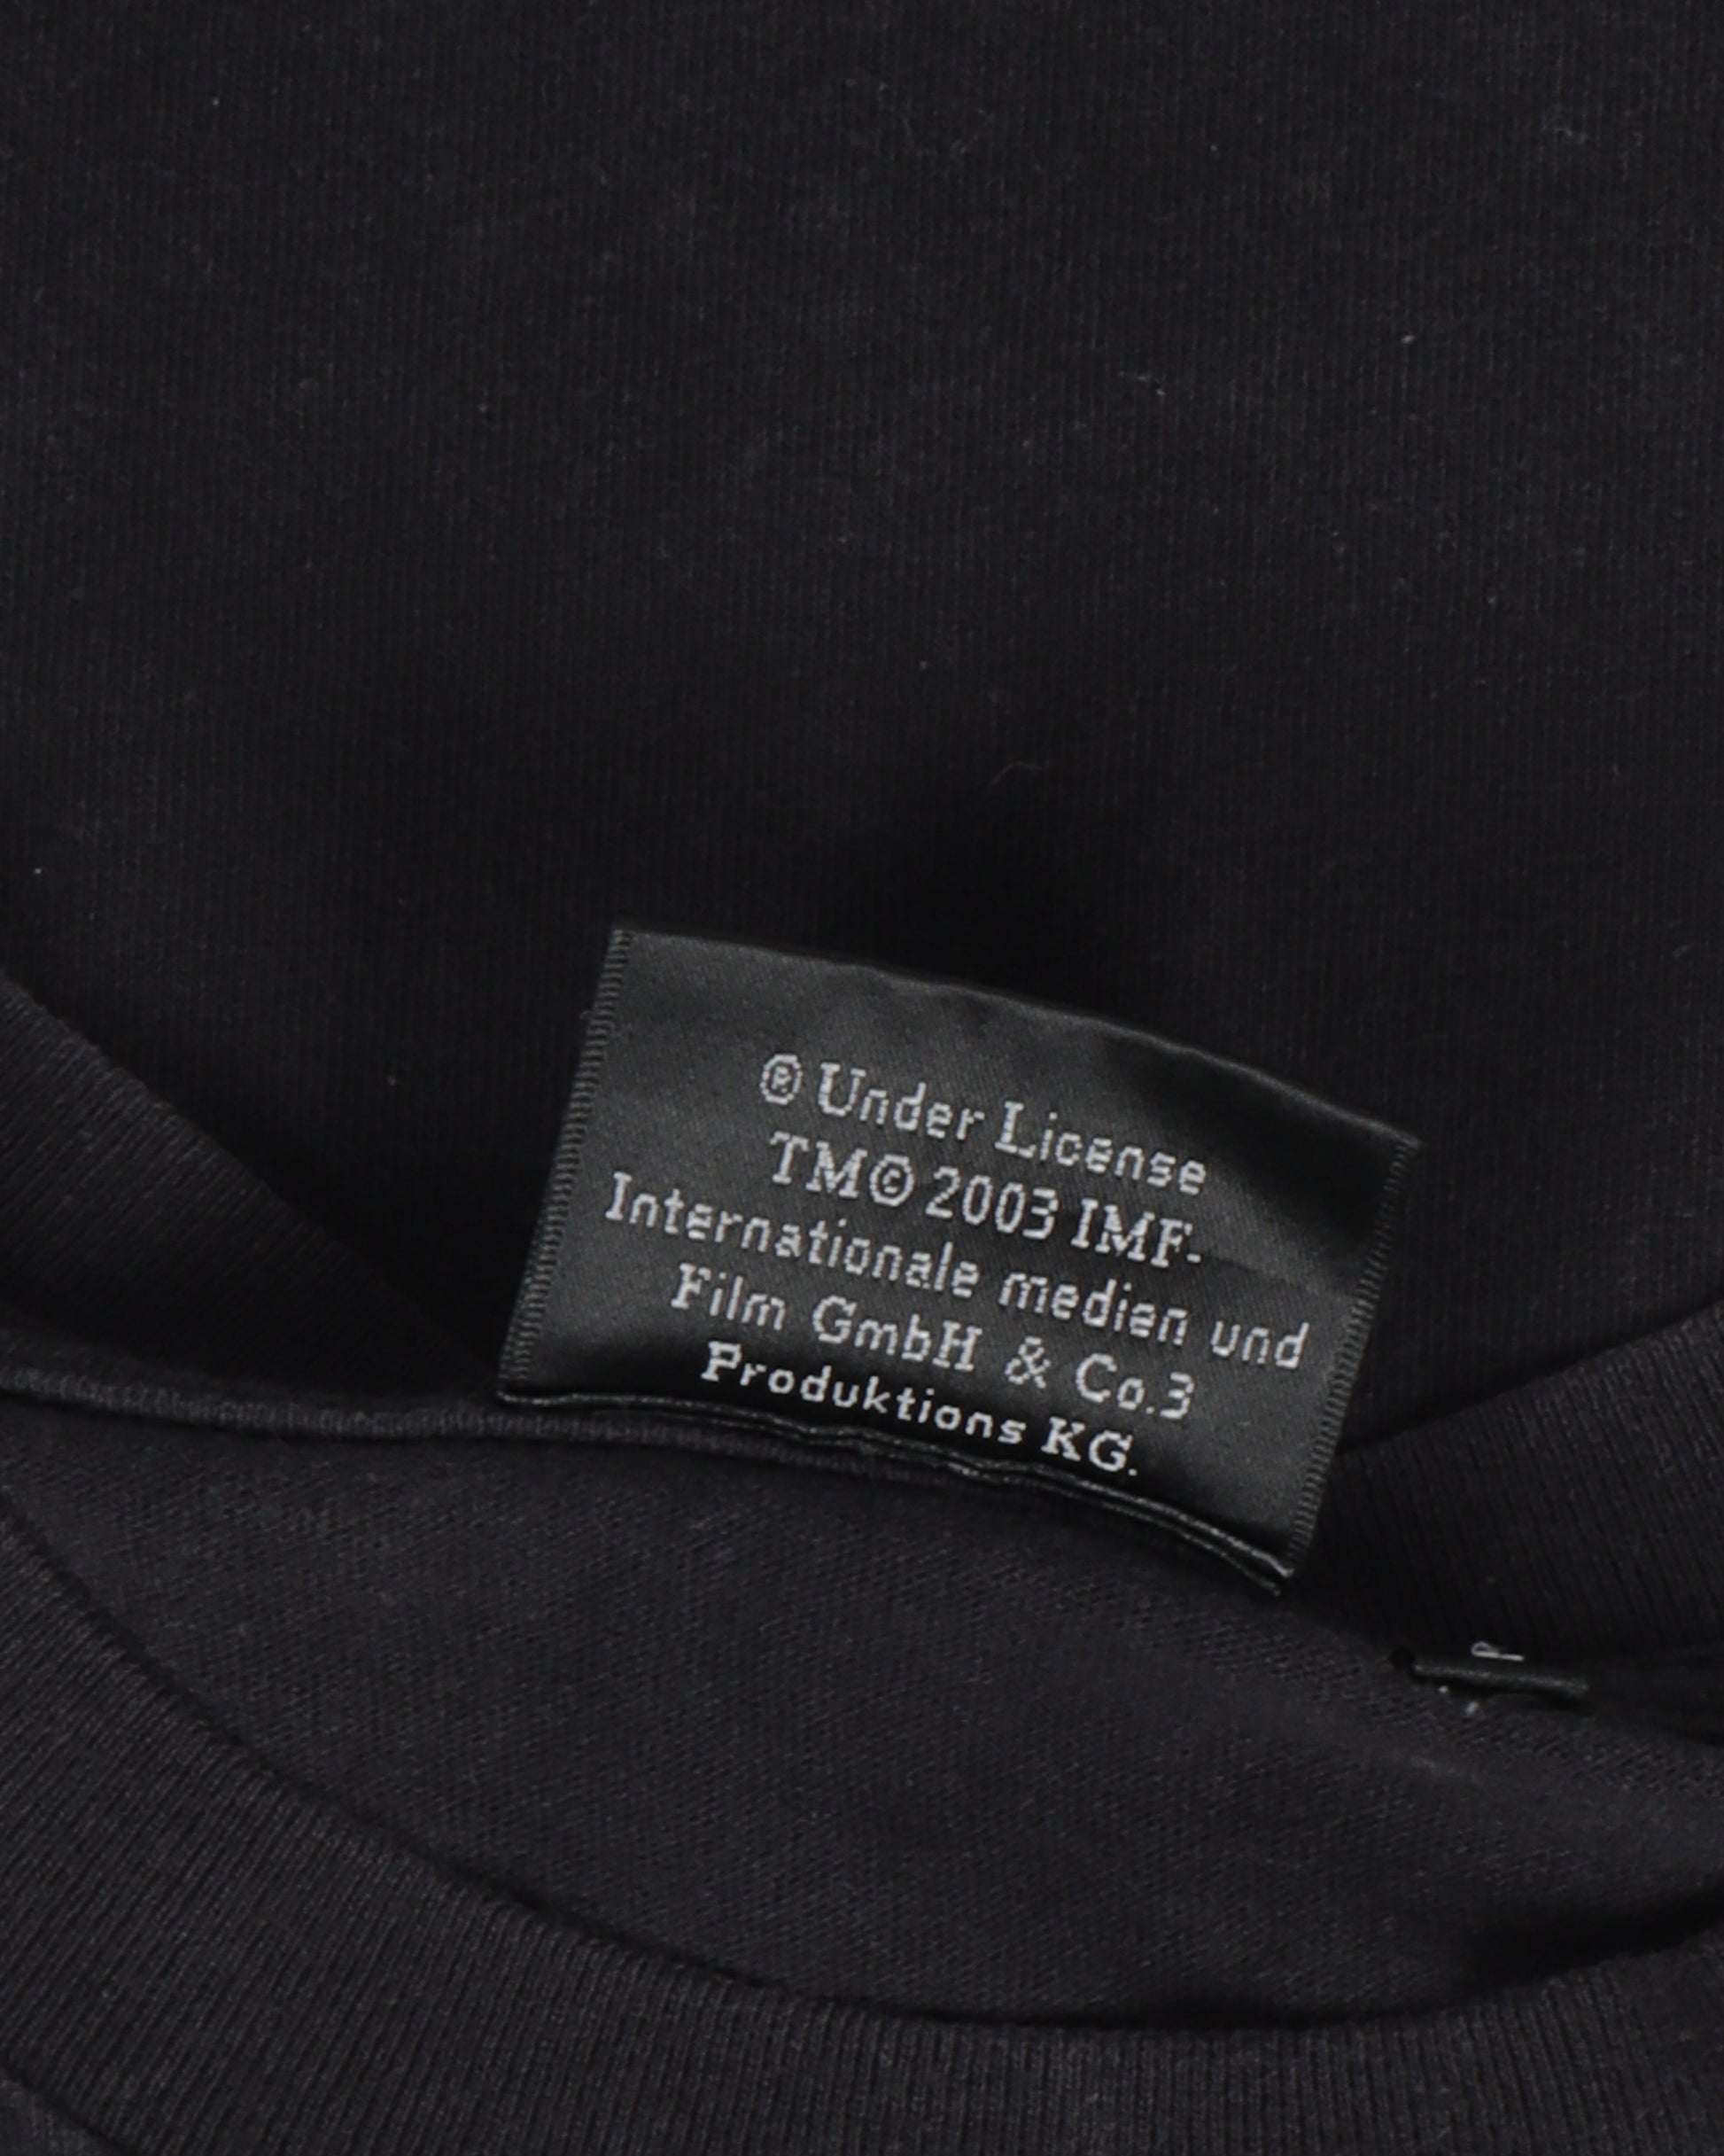 ® Under License
TM© 2003 IMF-
Internationale medien und
Film GmbH & Co.3
Produktions KG.